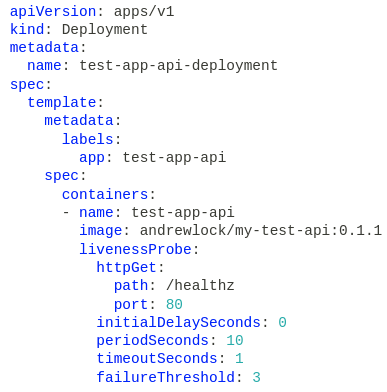 apiVersion: apps/v1
kind: Deployment
metadata:
  name: test-app-api-deployment
spec:
  template:
    metadata:
      labels:
        app: test-app-api
    spec:
      containers:
      - name: test-app-api
        image: andrewlock/my-test-api:0.1.1
        livenessProbe:
          httpGet:
            path: /healthz
            port: 80
          initialDelaySeconds: 0
          periodSeconds: 10
          timeoutSeconds: 1
          failureThreshold: 3